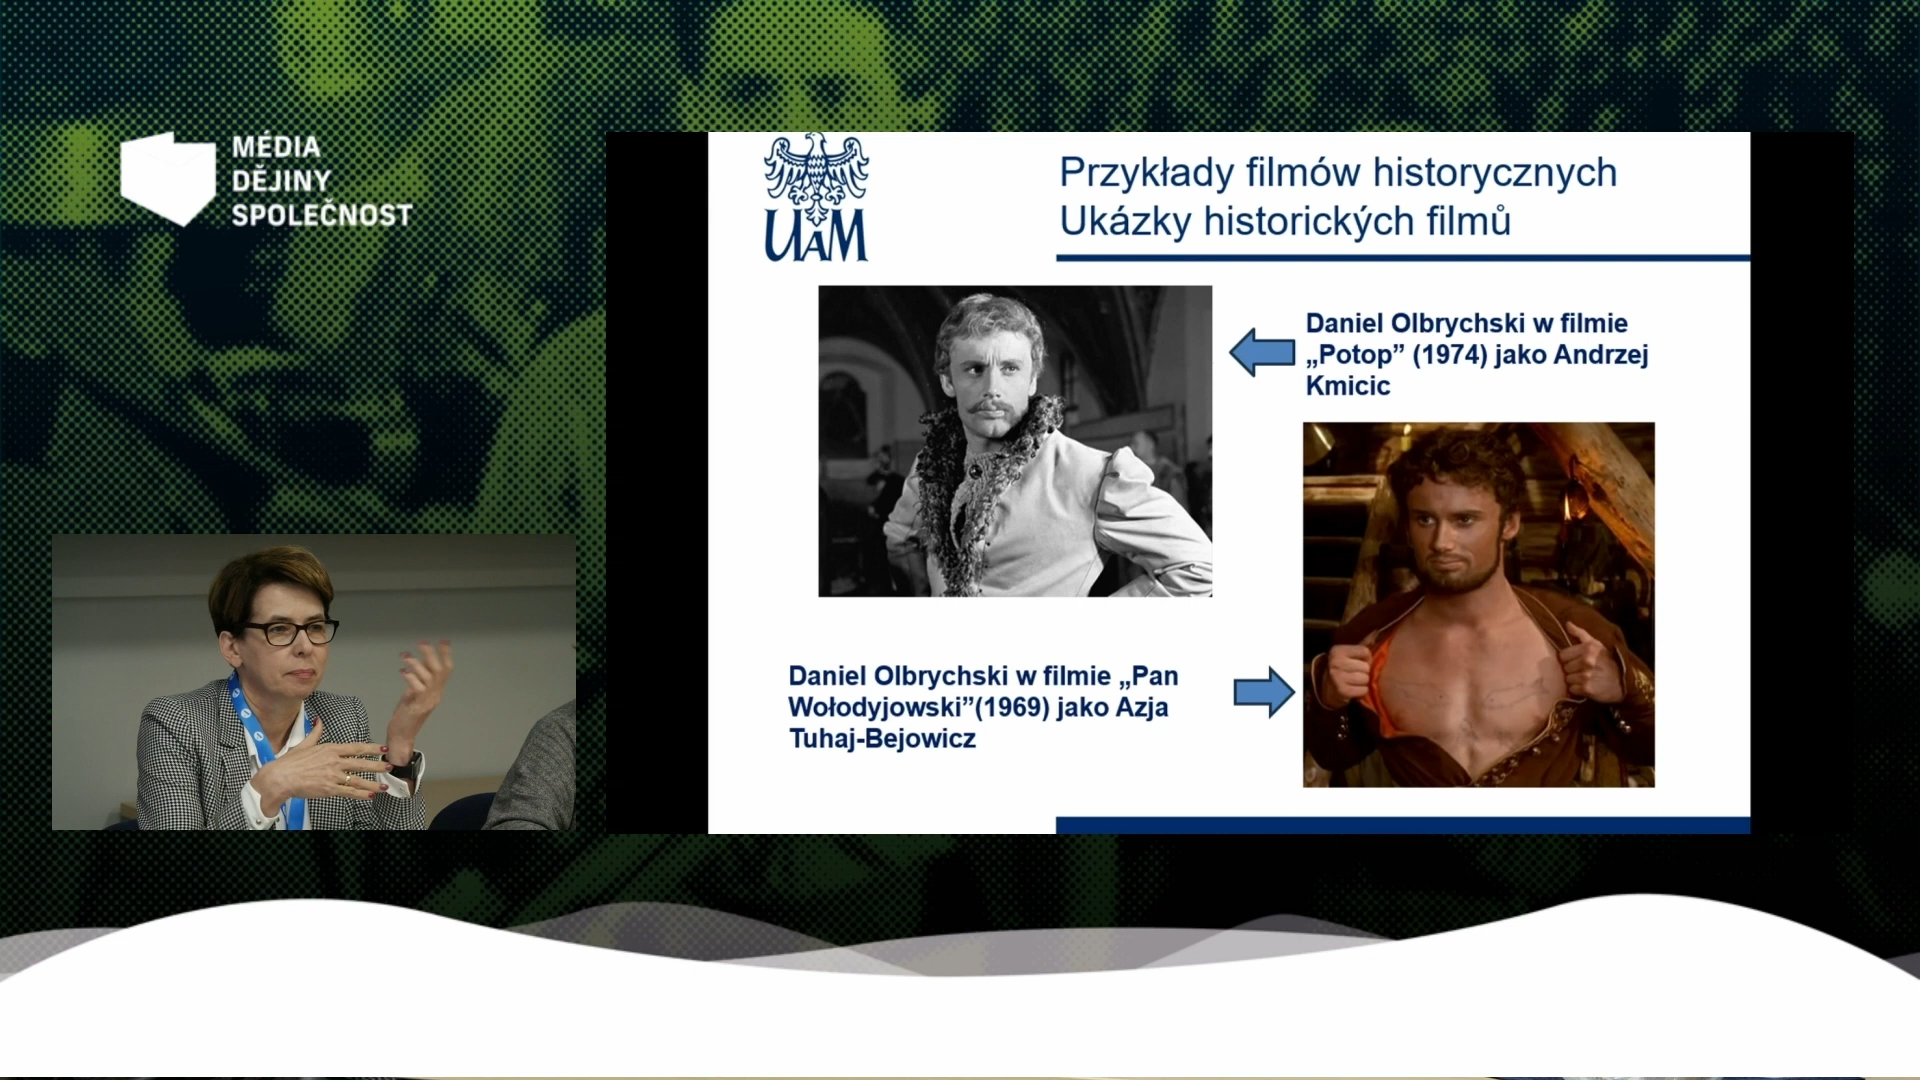 MÉDIA
DĚJINY
SPOLEČNOST
UAM
Przykłady filmów historycznych
Ukázky historických filmů
Daniel Olbrychski w filmie
„Potop” (1974) jako Andrzej
Kmicic
Daniel Olbrychski w filmie „Pan
Wołodyjowski”(1969) jako Azja
Tuhaj-Bejowicz